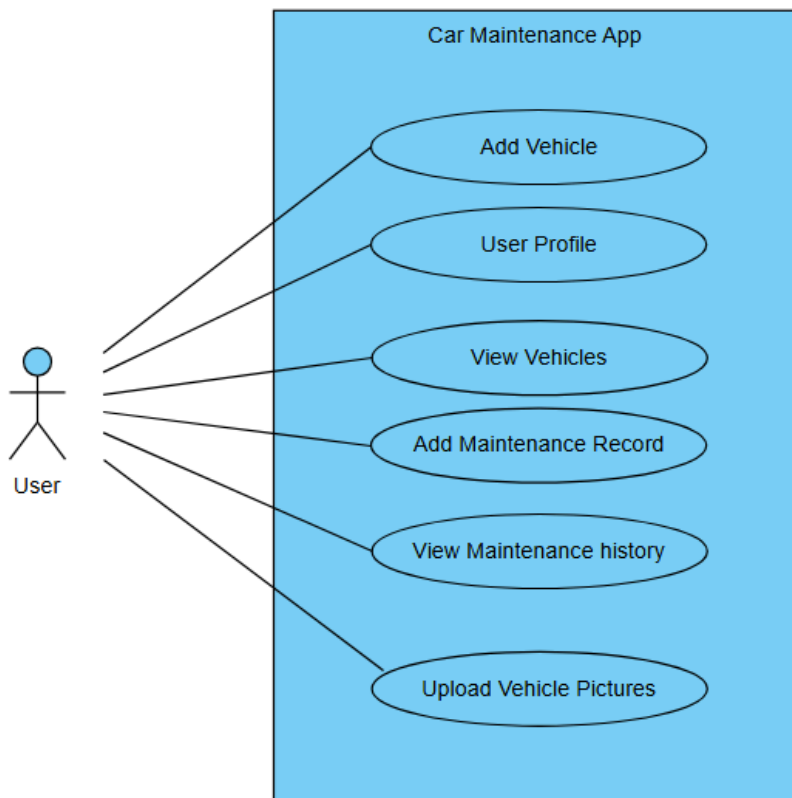 Car Maintenance App
Add Vehicle
User Profile
View Vehicles
Add Maintenance Record
User
View Maintenance history
Upload Vehicle Pictures